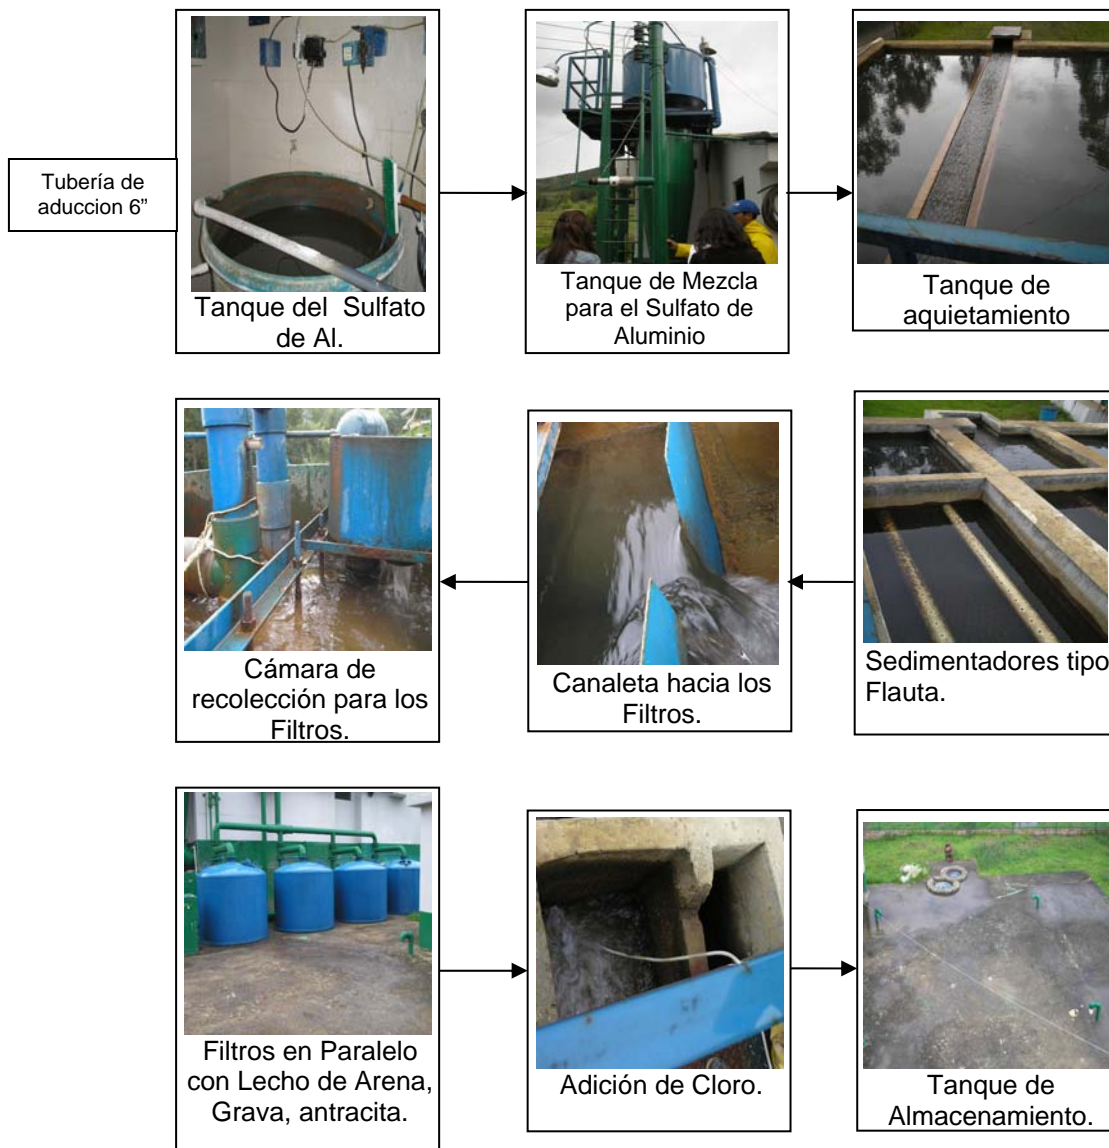 Tubería de
aduccion 6”
Tanque del Sulfato
de Al.
Tanque de Mezcla
para el Sulfato de
Aluminio
Tanque de
aquietamiento
Cámara de
recolección para los
Filtros.
Canaleta hacia los
Filtros.
Sedimentadores tipo
Flauta.
Filtros en Paralelo
con Lecho de Arena,
Grava, antracita.
Adición de Cloro.
Tanque de
Almacenamiento.